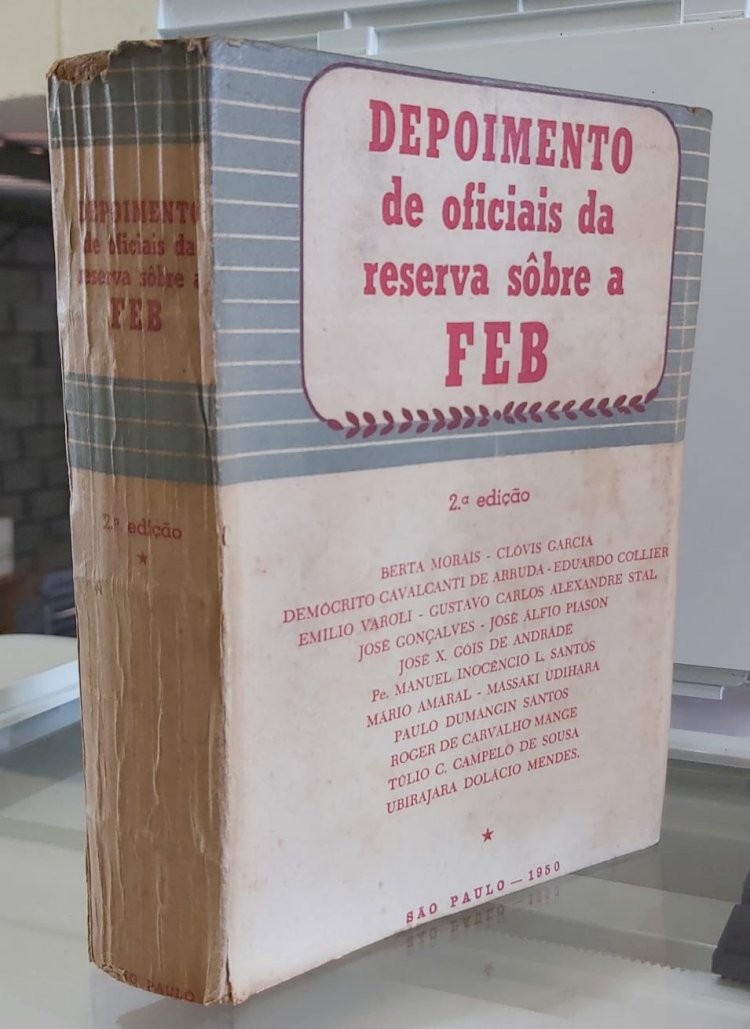 DEPOIMENTO
de oficiais da
reserva sôbre a
FEB
2.ª edição
★
SÃO PAULO
DEPOIMENTO
de oficiais da
reserva sôbre a
FEB
2.ª edição
BERTA MORAIS - CLÓVIS GARCIA
DEMÓCRITO CAVALCANTI DE ARRUDA - EDUARDO COLLIER
EMILIO VAROLI - GUSTAVO CARLOS ALEXANDRE STAL
JOSÉ GONÇALVES - JOSÉ ÁLFIO PIASON
JOSÉ X. GÓIS DE ANDRADE
Pe. MANUEL INOCÊNCIO L. SANTOS
MÁRIO AMARAL - MASSAKI UDIHARA
PAULO DUMANGIN SANTOS
ROGER DE CARVALHO MANGE
TÚLIO C. CAMPELO DE SOUSA
UBIRAJARA DOLÁCIO MENDES.
★
SÃO PAULO — 1950